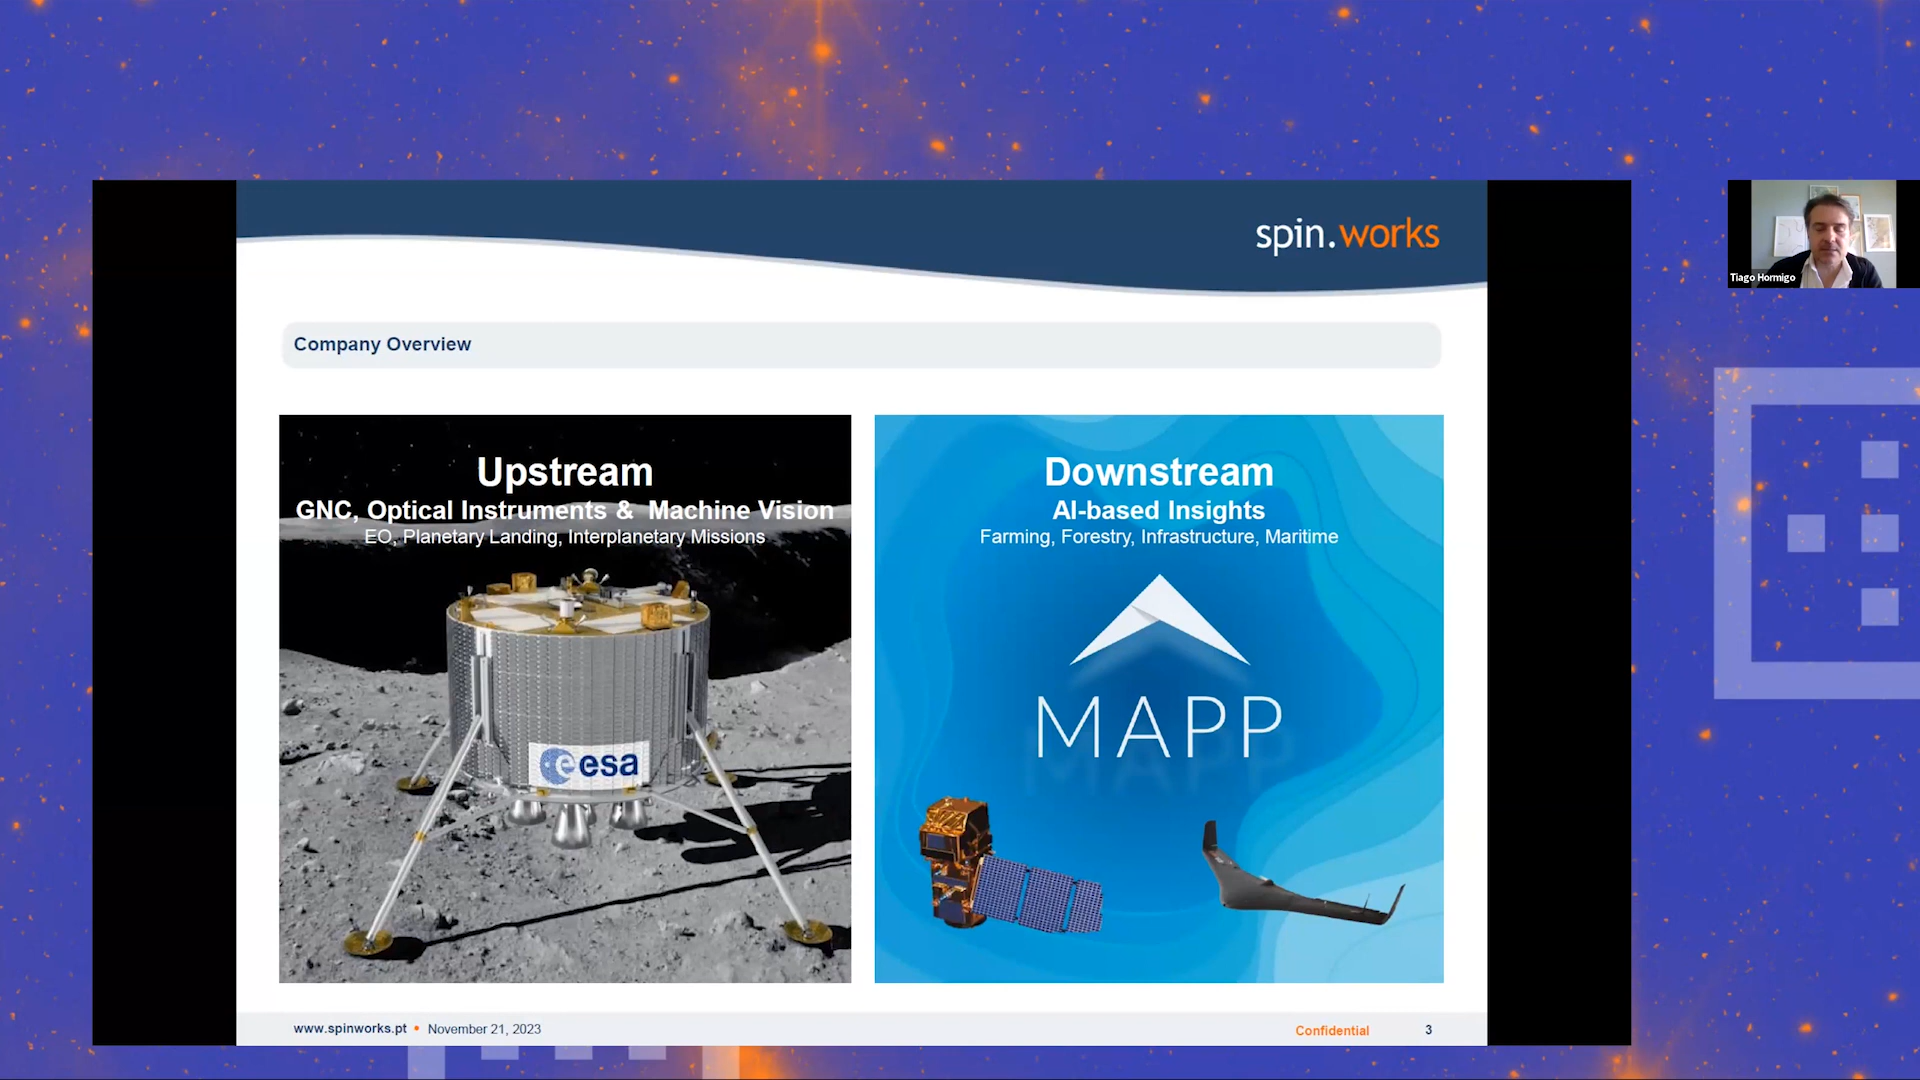 spin.works
Tiago Hormigo
Company Overview
Upstream
GNC, Optical Instruments & Machine Vision
EO, Planetary Landing, Interplanetary Missions
esa
Downstream
AI-based Insights
Farming, Forestry, Infrastructure, Maritime
MAPP
www.spinworks.pt • November 21, 2023
Confidential 3